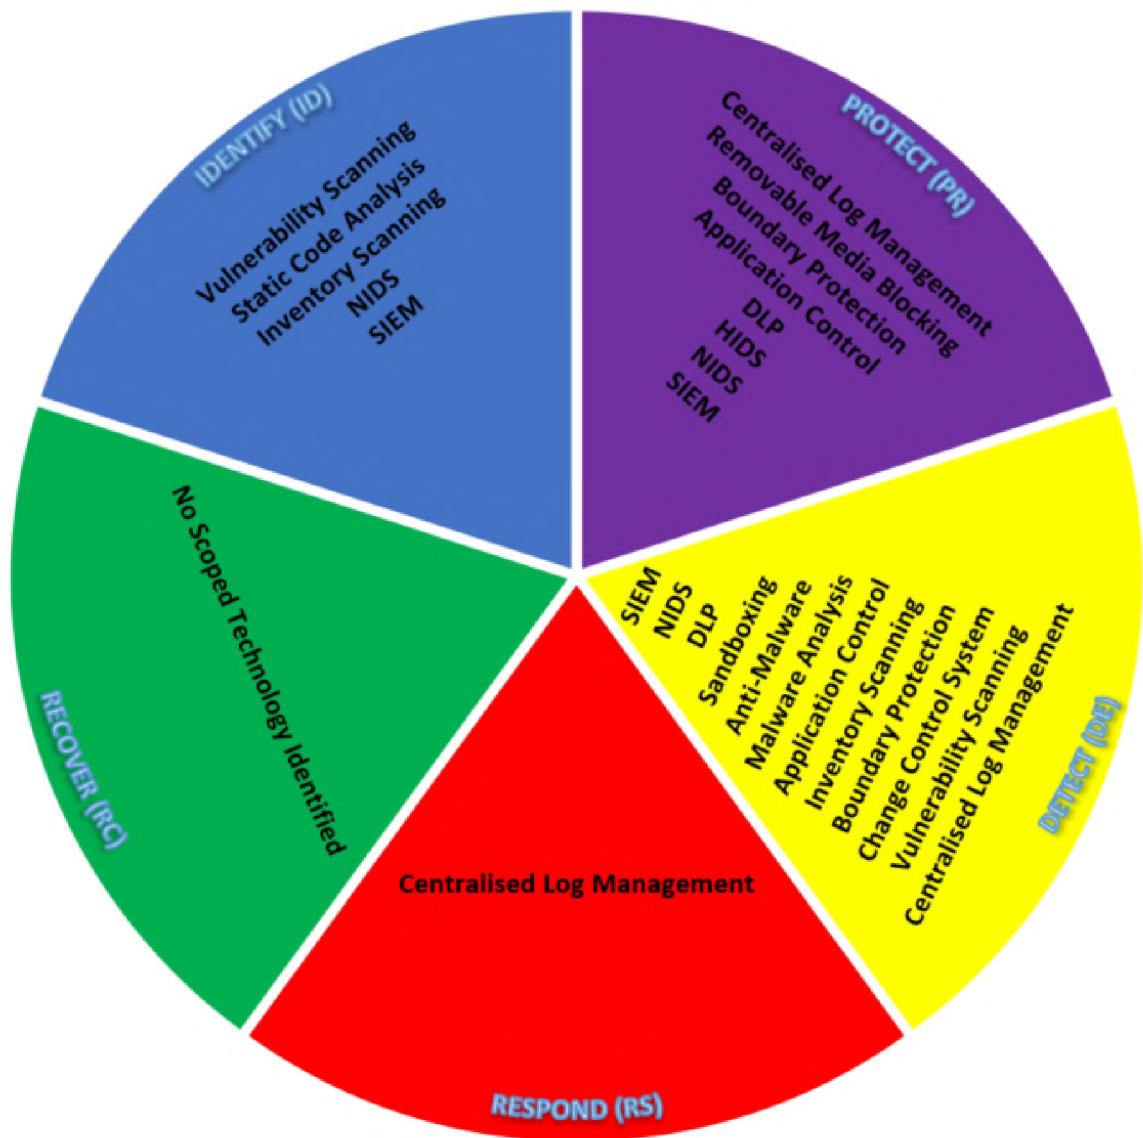 IDENTIFY (ID)
Vulnerability Scanning
Static Code Analysis
Inventory Scanning
NIDS
SIEM
PROTECT (PR)
Centralised Log Management
Removable Media Blocking
Boundary Protection
Application Control
DLP
HIDS
NIDS
SIEM
DETECT (DE)
SIEM
NIDS
DLP
Sandboxing
Anti-Malware
Malware Analysis
Application Control
Inventory Scanning
Boundary Protection
Change Control System
Vulnerability Scanning
Centralised Log Management
RESPOND (RS)
Centralised Log Management
RECOVER (RC)
No Scoped Technology Identified